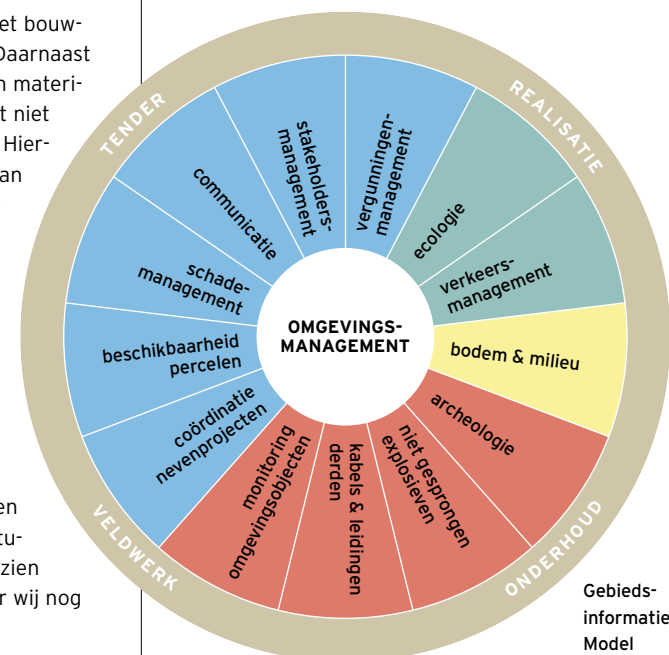 et bouw-
Daarnaast
n materi-
t niet
Hier-
an
en
tu-
zien
r wij nog
TENDER
REALISATIE
VELDWERK
ONDERHOUD
OMGEVINGS-
MANAGEMENT
stakeholders-
management
vergunningen-
management
ecologie
verkeers-
management
bodem & milieu
archeologie
niet gesprongen
explosieven
kabels & leidingen
derden
monitoring
omgevingsobjecten
coördinatie
nevenprojecten
beschikbaarheid
percelen
schade-
management
communicatie
Gebieds-
informatie
Model